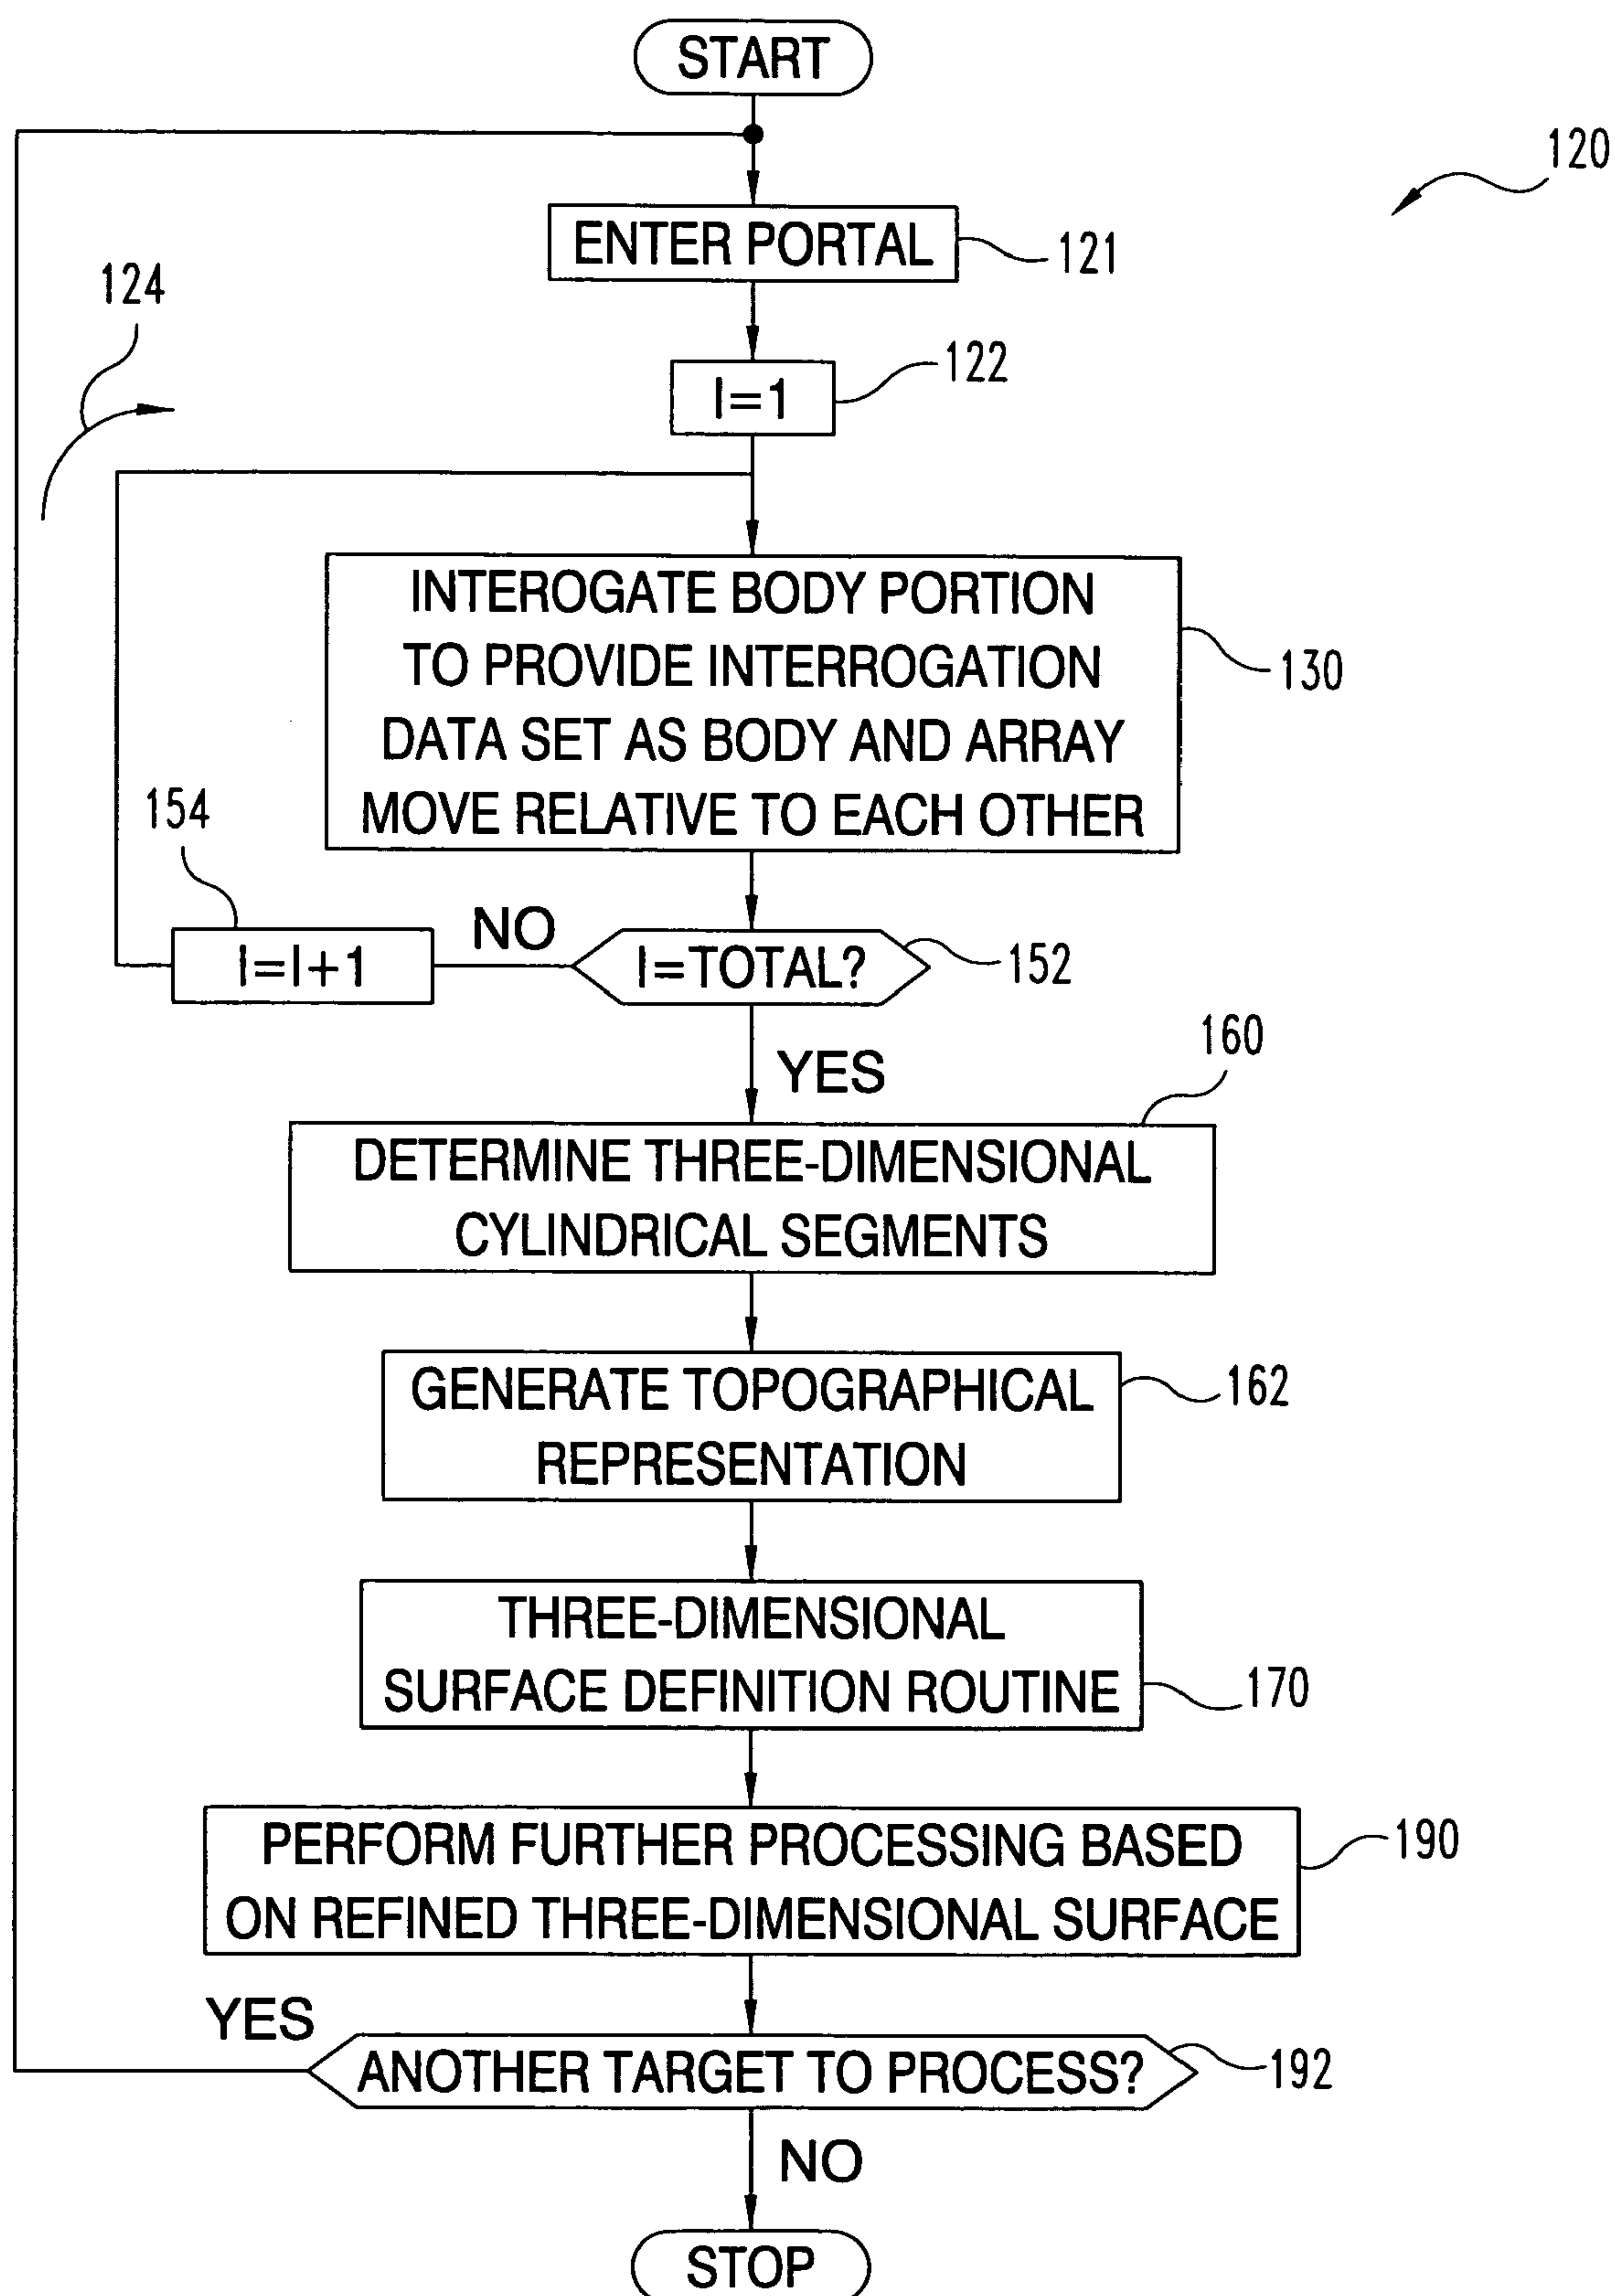 START
120
ENTER PORTAL
121
124
I=1
122
INTEROGATE BODY PORTION
TO PROVIDE INTERROGATION
DATA SET AS BODY AND ARRAY
MOVE RELATIVE TO EACH OTHER
130
154
I=I+1
NO
I=TOTAL?
152
YES
160
DETERMINE THREE-DIMENSIONAL
CYLINDRICAL SEGMENTS
GENERATE TOPOGRAPHICAL
REPRESENTATION
162
THREE-DIMENSIONAL
SURFACE DEFINITION ROUTINE
170
PERFORM FURTHER PROCESSING BASED
ON REFINED THREE-DIMENSIONAL SURFACE
190
YES
ANOTHER TARGET TO PROCESS?
192
NO
STOP